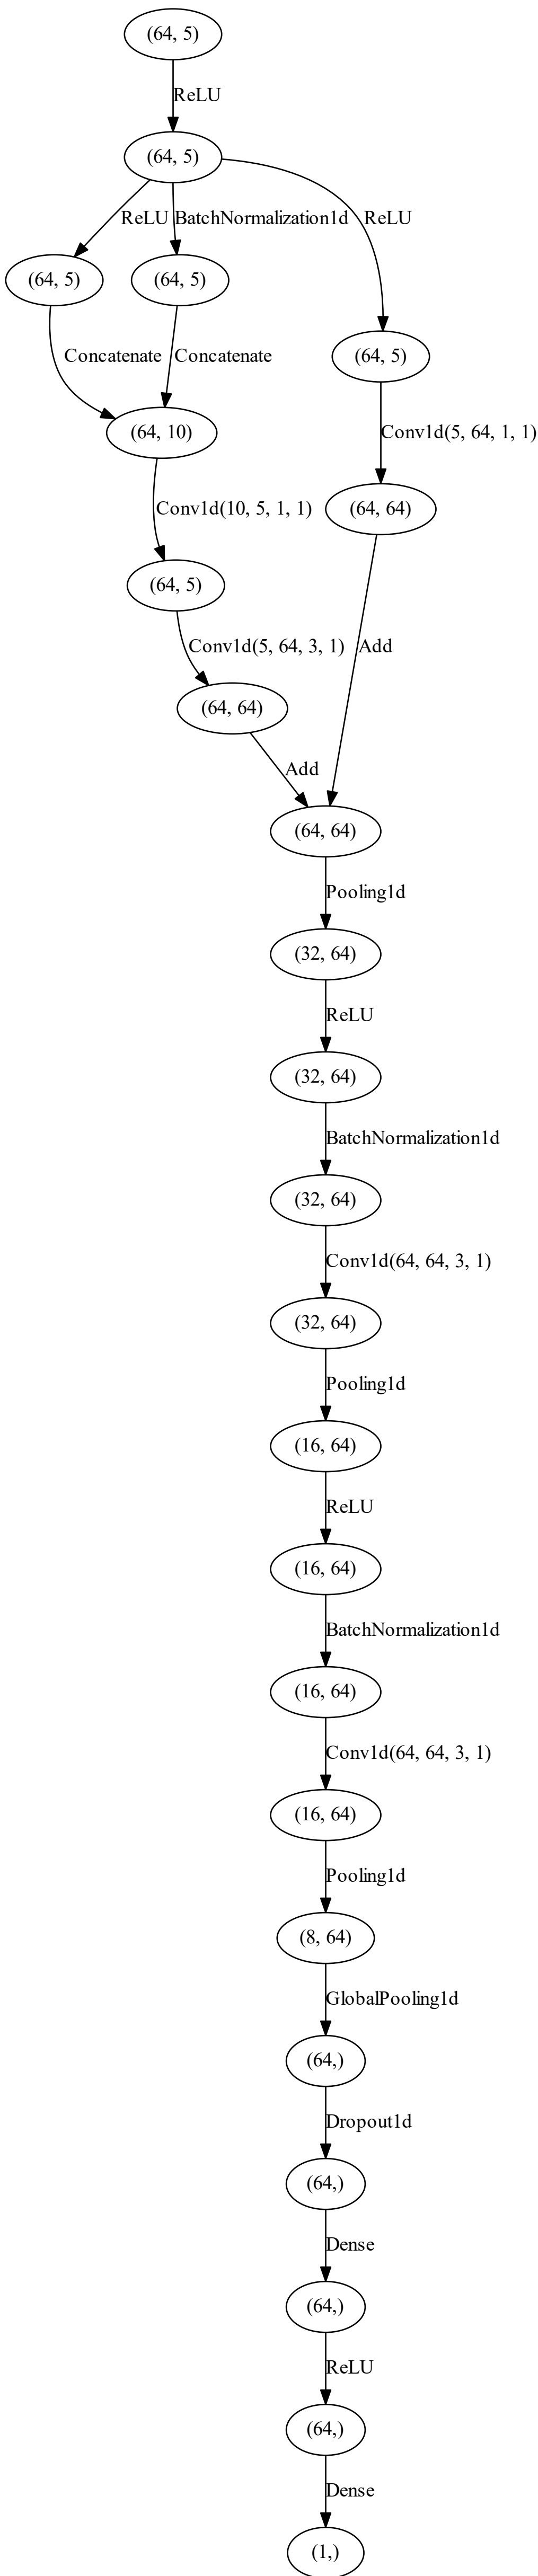 (64, 5)
ReLU
(64, 5)
ReLU BatchNormalization1d ReLU
(64, 5) (64, 5)
Concatenate Concatenate (64, 5)
(64, 10) Conv1d(5, 64, 1, 1)
Conv1d(10, 5, 1, 1) (64, 64)
(64, 5)
Conv1d(5, 64, 3, 1) Add
(64, 64)
Add
(64, 64)
Pooling1d
(32, 64)
ReLU
(32, 64)
BatchNormalization1d
(32, 64)
Conv1d(64, 64, 3, 1)
(32, 64)
Pooling1d
(16, 64)
ReLU
(16, 64)
BatchNormalization1d
(16, 64)
Conv1d(64, 64, 3, 1)
(16, 64)
Pooling1d
(8, 64)
GlobalPooling1d
(64,)
Dropout1d
(64,)
Dense
(64,)
ReLU
(64,)
Dense
(1,)